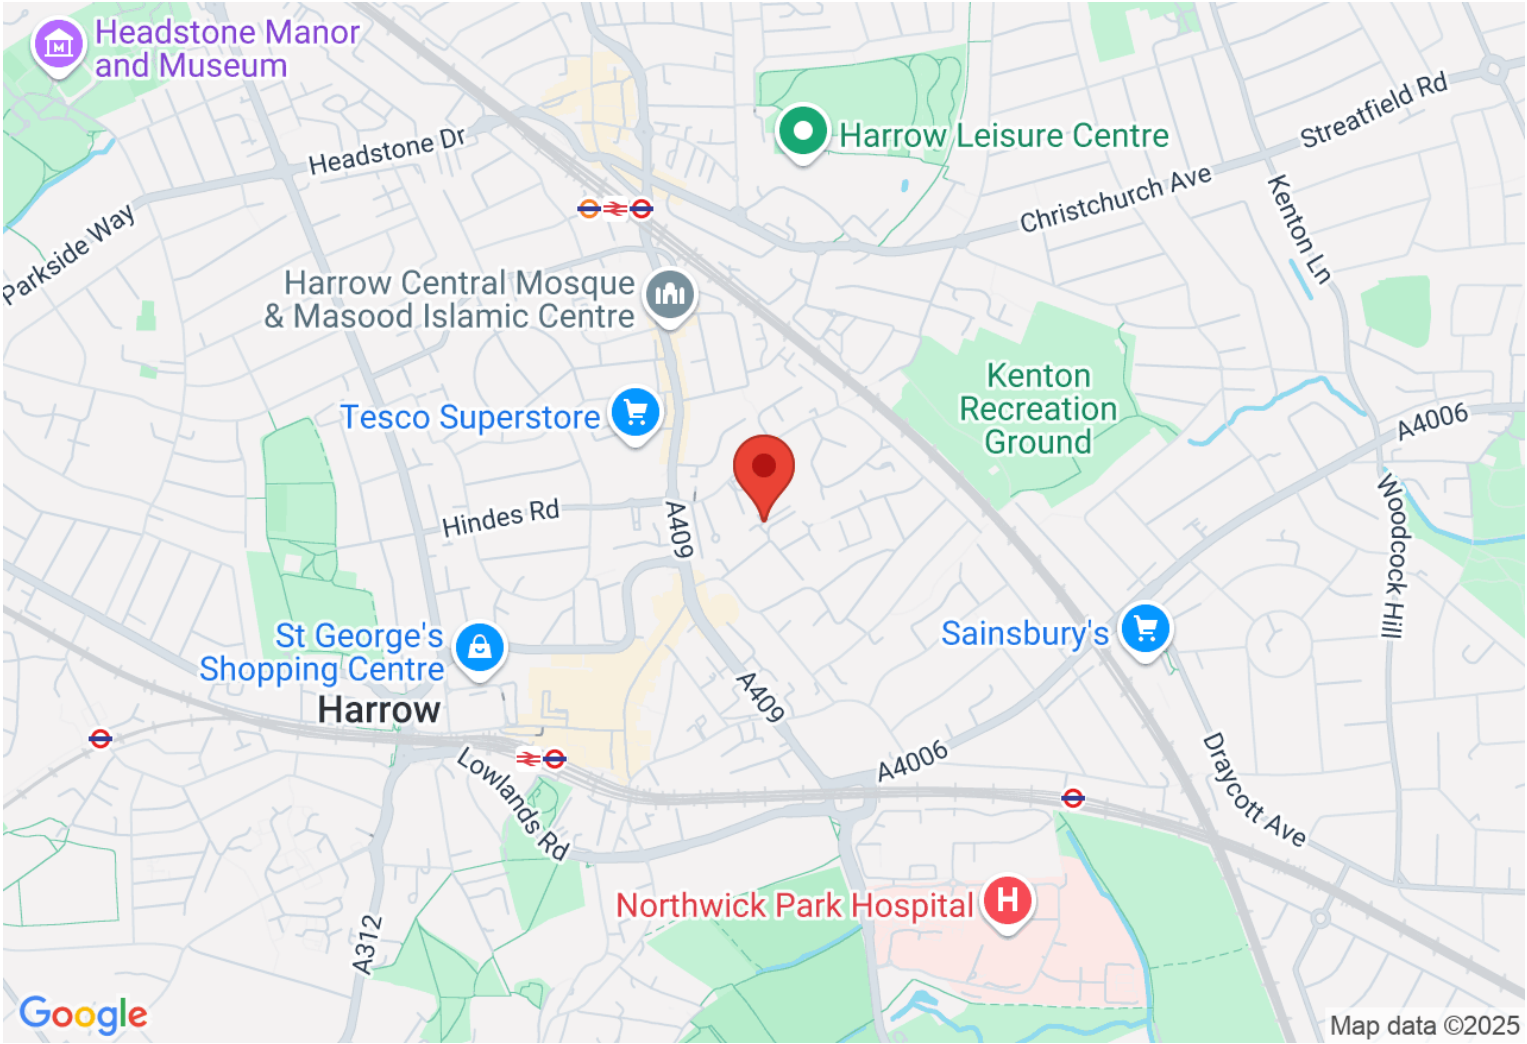 Headstone Manor
and Museum
Headstone Dr
Harrow Leisure Centre
Streatfield Rd
Christchurch Ave
Kenton Ln
Parkside Way
Harrow Central Mosque
& Masood Islamic Centre
Kenton
Recreation
Ground
Tesco Superstore
A4006
Hindes Rd
A409
Woodcock Hill
St George's
Shopping Centre
Sainsbury's
Harrow
A409
A4006
Lowlands Rd
Draycott Ave
Northwick Park Hospital
H
A312
Google
Map data ©2025